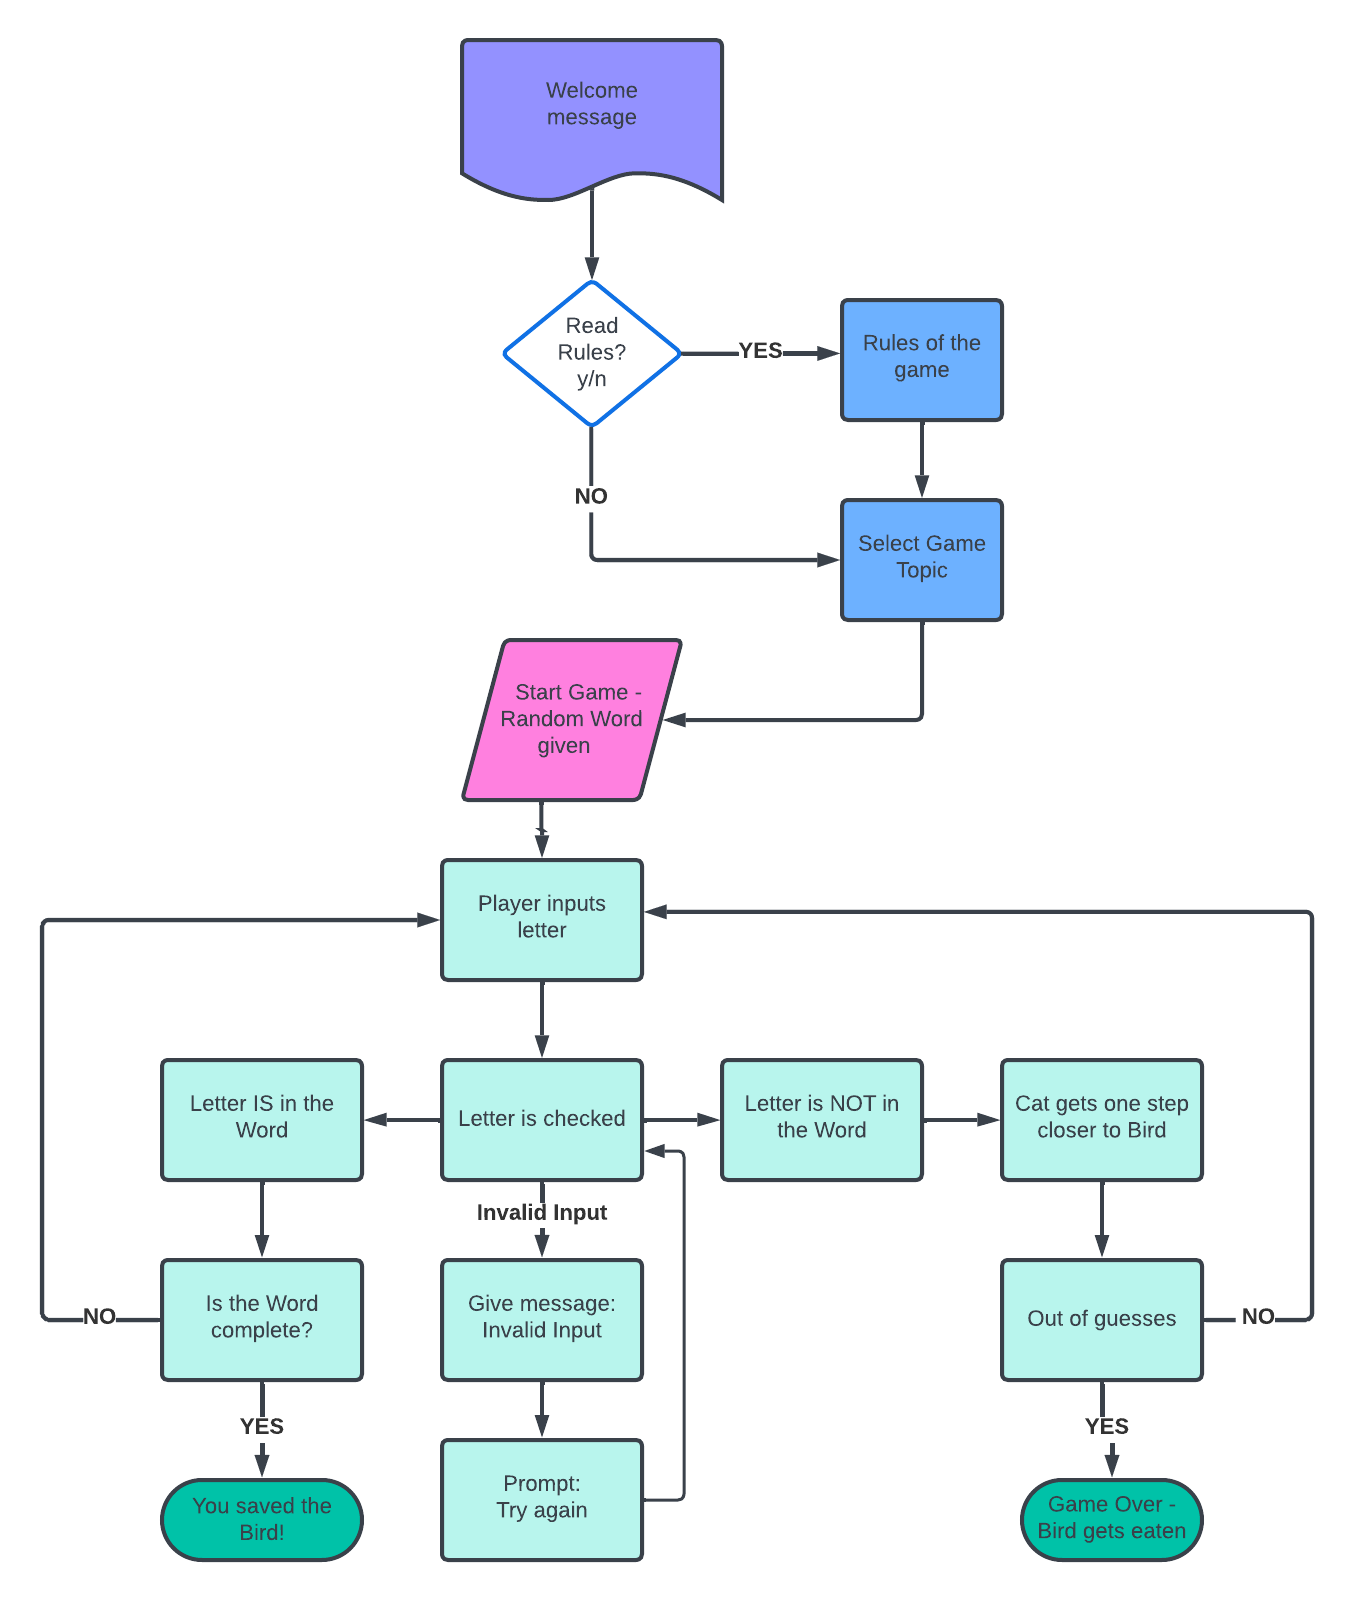 Welcome
message
Read
Rules?
y/n
YES
Rules of the
game
NO
Select Game
Topic
Start Game -
Random Word
given
Player inputs
letter
Letter IS in the
Word
Letter is checked
Letter is NOT in
the Word
Cat gets one step
closer to Bird
Invalid Input
NO
Is the Word
complete?
Give message:
Invalid Input
Out of guesses
NO
YES
YES
Prompt:
Try again
You saved the
Bird!
Game Over -
Bird gets eaten